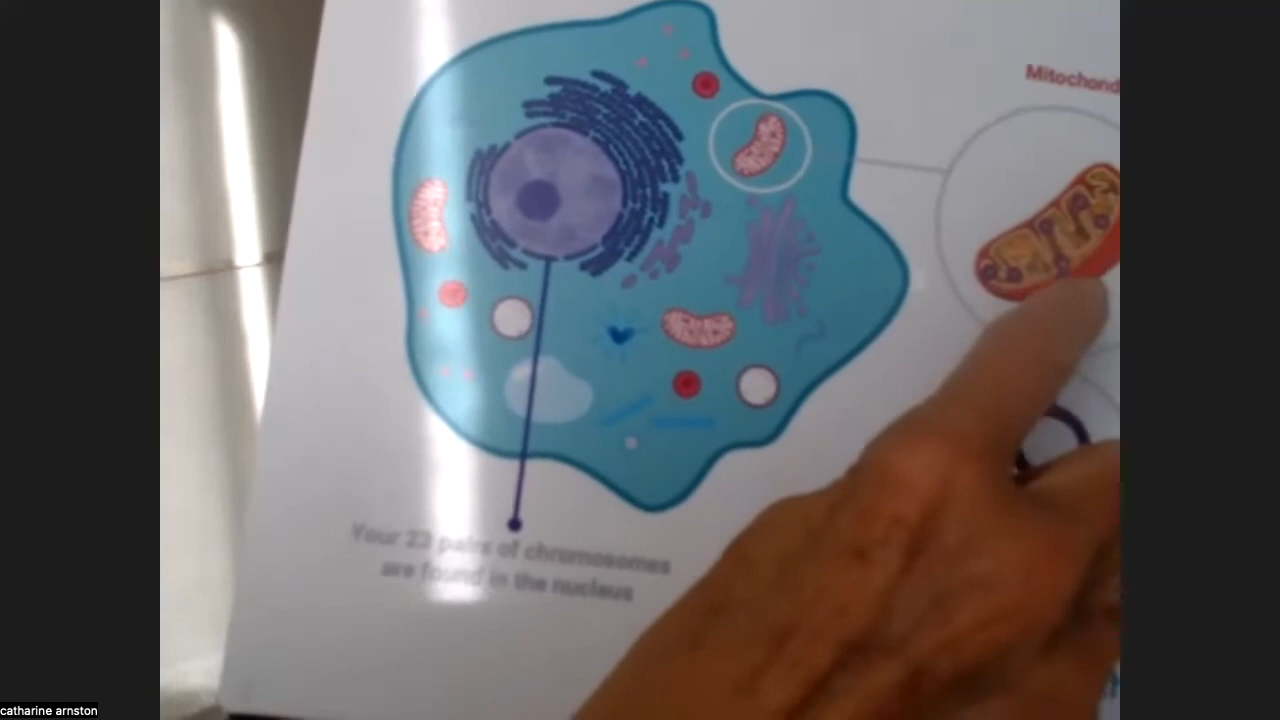 Mitochond
Your 23 pairs of chromosomes
are found in the nucleus
catharine arnston